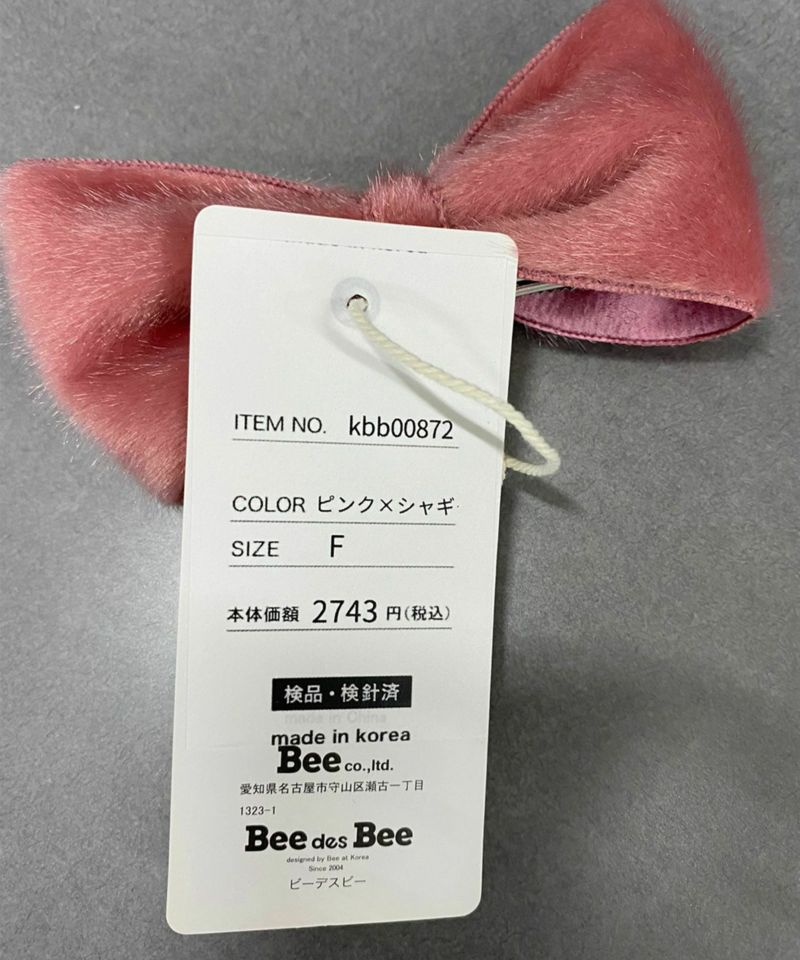 ITEM NO. kbb00872
COLOR ピンク×シャギ
SIZE F
本体価額 2743 円(税込)
検品・検針済
made in China
made in korea
Bee co.,ltd.
愛知県名古屋市守山区瀬古一丁目
1323-1
Bee des Bee
designed by Bee at Korea
Since 2004
ビーデスビー